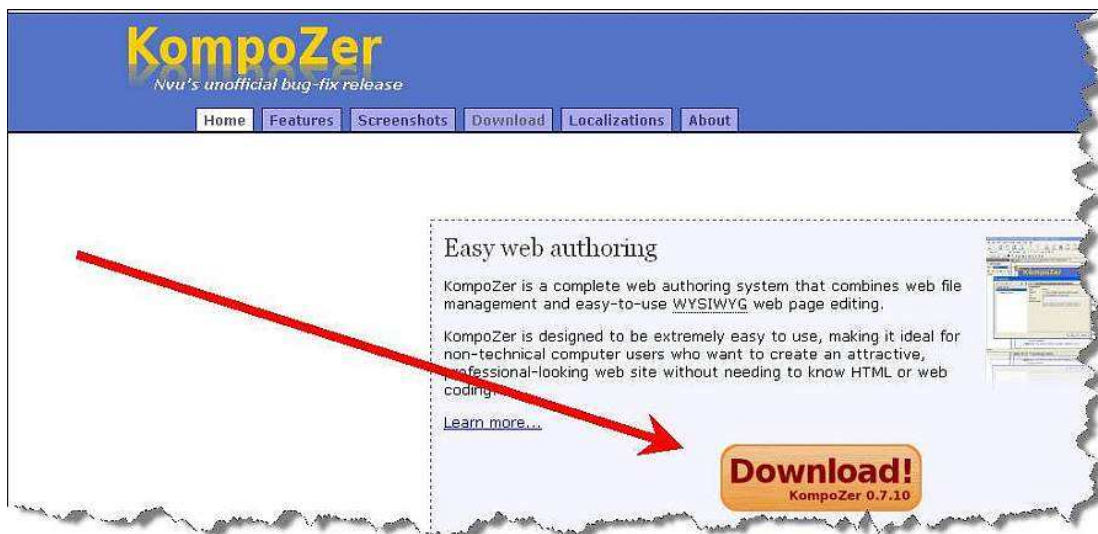 KompoZer
Nvu's unofficial bug-fix release
Home Features Screenshots Download Localizations About
Easy web authoring
KompoZer is a complete web authoring system that combines web file
management and easy-to-use WYSIWYG web page editing.
KompoZer is designed to be extremely easy to use, making it ideal for
non-technical computer users who want to create an attractive,
professional-looking web site without needing to know HTML or web
coding.
Learn more...
Download!
KompoZer 0.7.10
KompoZer